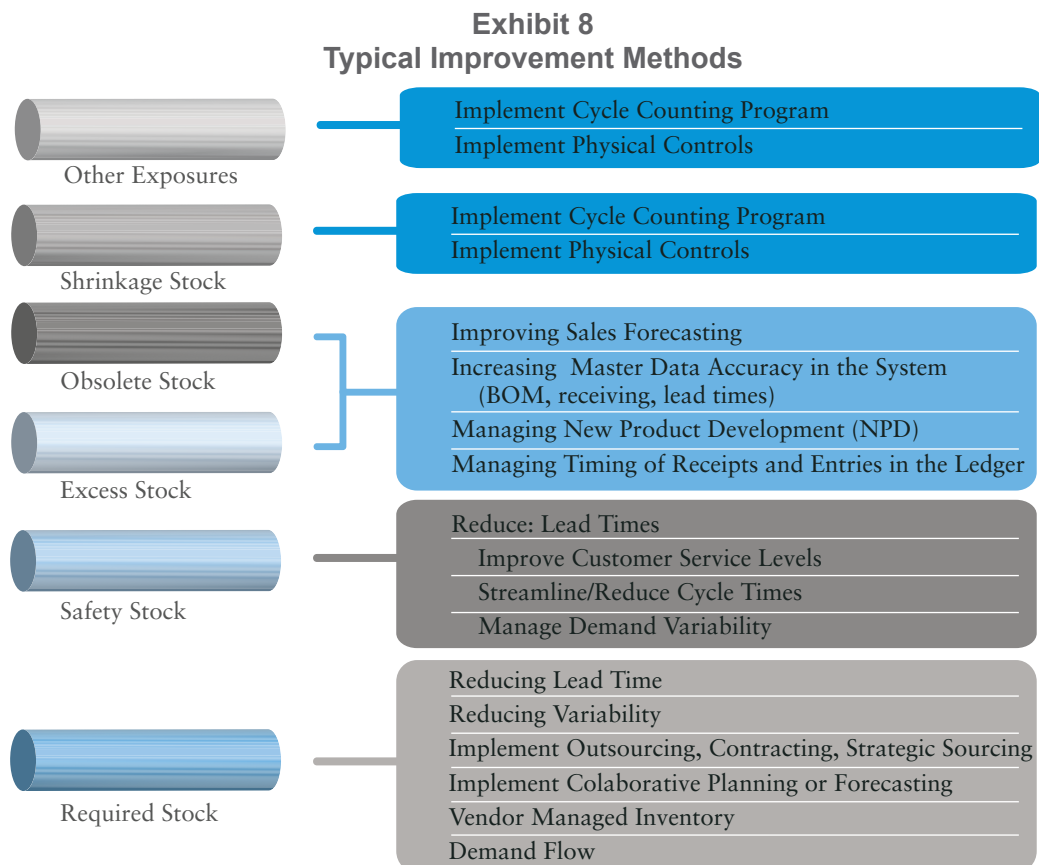 Exhibit 8
Typical Improvement Methods
Other Exposures
Implement Cycle Counting Program
Implement Physical Controls
Shrinkage Stock
Implement Cycle Counting Program
Implement Physical Controls
Obsolete Stock
Excess Stock
Improving Sales Forecasting
Increasing Master Data Accuracy in the System
(BOM, receiving, lead times)
Managing New Product Development (NPD)
Managing Timing of Receipts and Entries in the Ledger
Safety Stock
Reduce: Lead Times
Improve Customer Service Levels
Streamline/Reduce Cycle Times
Manage Demand Variability
Required Stock
Reducing Lead Time
Reducing Variability
Implement Outsourcing, Contracting, Strategic Sourcing
Implement Colaborative Planning or Forecasting
Vendor Managed Inventory
Demand Flow